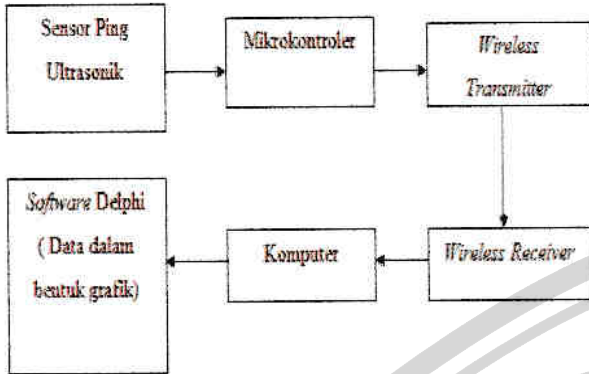 Sensor Ping
Ultrasonik
Mikrokontroler
Wireless
Transmitter
Software Delphi
( Data dalam
bentuk grafik)
Komputer
Wireless Receiver